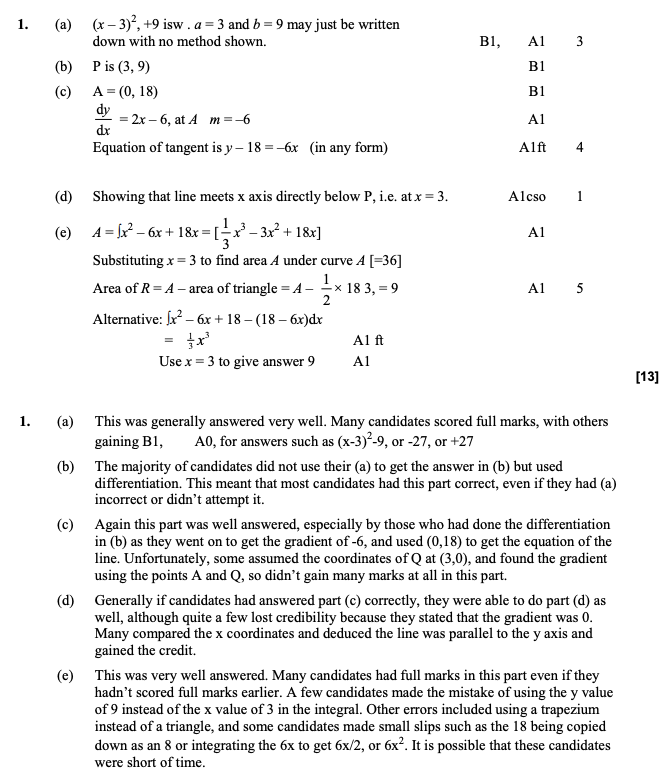 1. (a) (x – 3)², +9 isw . a = 3 and b = 9 may just be written
down with no method shown. B1, A1 3
(b) P is (3, 9) B1
(c) A = (0, 18) B1
dy/dx = 2x – 6, at A m = –6 A1
Equation of tangent is y – 18 = –6x (in any form) A1ft 4
(d) Showing that line meets x axis directly below P, i.e. at x = 3. A1cso 1
(e) A = ∫x² – 6x + 18x = [1/3 x³ – 3x² + 18x] A1
Substituting x = 3 to find area A under curve A [=36]
Area of R = A – area of triangle = A – 1/2 × 18 3, = 9 A1 5
Alternative: ∫x² – 6x + 18 – (18 – 6x)dx
= 1/3 x³ A1 ft
Use x = 3 to give answer 9 A1
[13]
1. (a) This was generally answered very well. Many candidates scored full marks, with others
gaining B1, A0, for answers such as (x-3)²-9, or -27, or +27
(b) The majority of candidates did not use their (a) to get the answer in (b) but used
differentiation. This meant that most candidates had this part correct, even if they had (a)
incorrect or didn't attempt it.
(c) Again this part was well answered, especially by those who had done the differentiation
in (b) as they went on to get the gradient of -6, and used (0,18) to get the equation of the
line. Unfortunately, some assumed the coordinates of Q at (3,0), and found the gradient
using the points A and Q, so didn't gain many marks at all in this part.
(d) Generally if candidates had answered part (c) correctly, they were able to do part (d) as
well, although quite a few lost credibility because they stated that the gradient was 0.
Many compared the x coordinates and deduced the line was parallel to the y axis and
gained the credit.
(e) This was very well answered. Many candidates had full marks in this part even if they
hadn't scored full marks earlier. A few candidates made the mistake of using the y value
of 9 instead of the x value of 3 in the integral. Other errors included using a trapezium
instead of a triangle, and some candidates made small slips such as the 18 being copied
down as an 8 or integrating the 6x to get 6x/2, or 6x². It is possible that these candidates
were short of time.